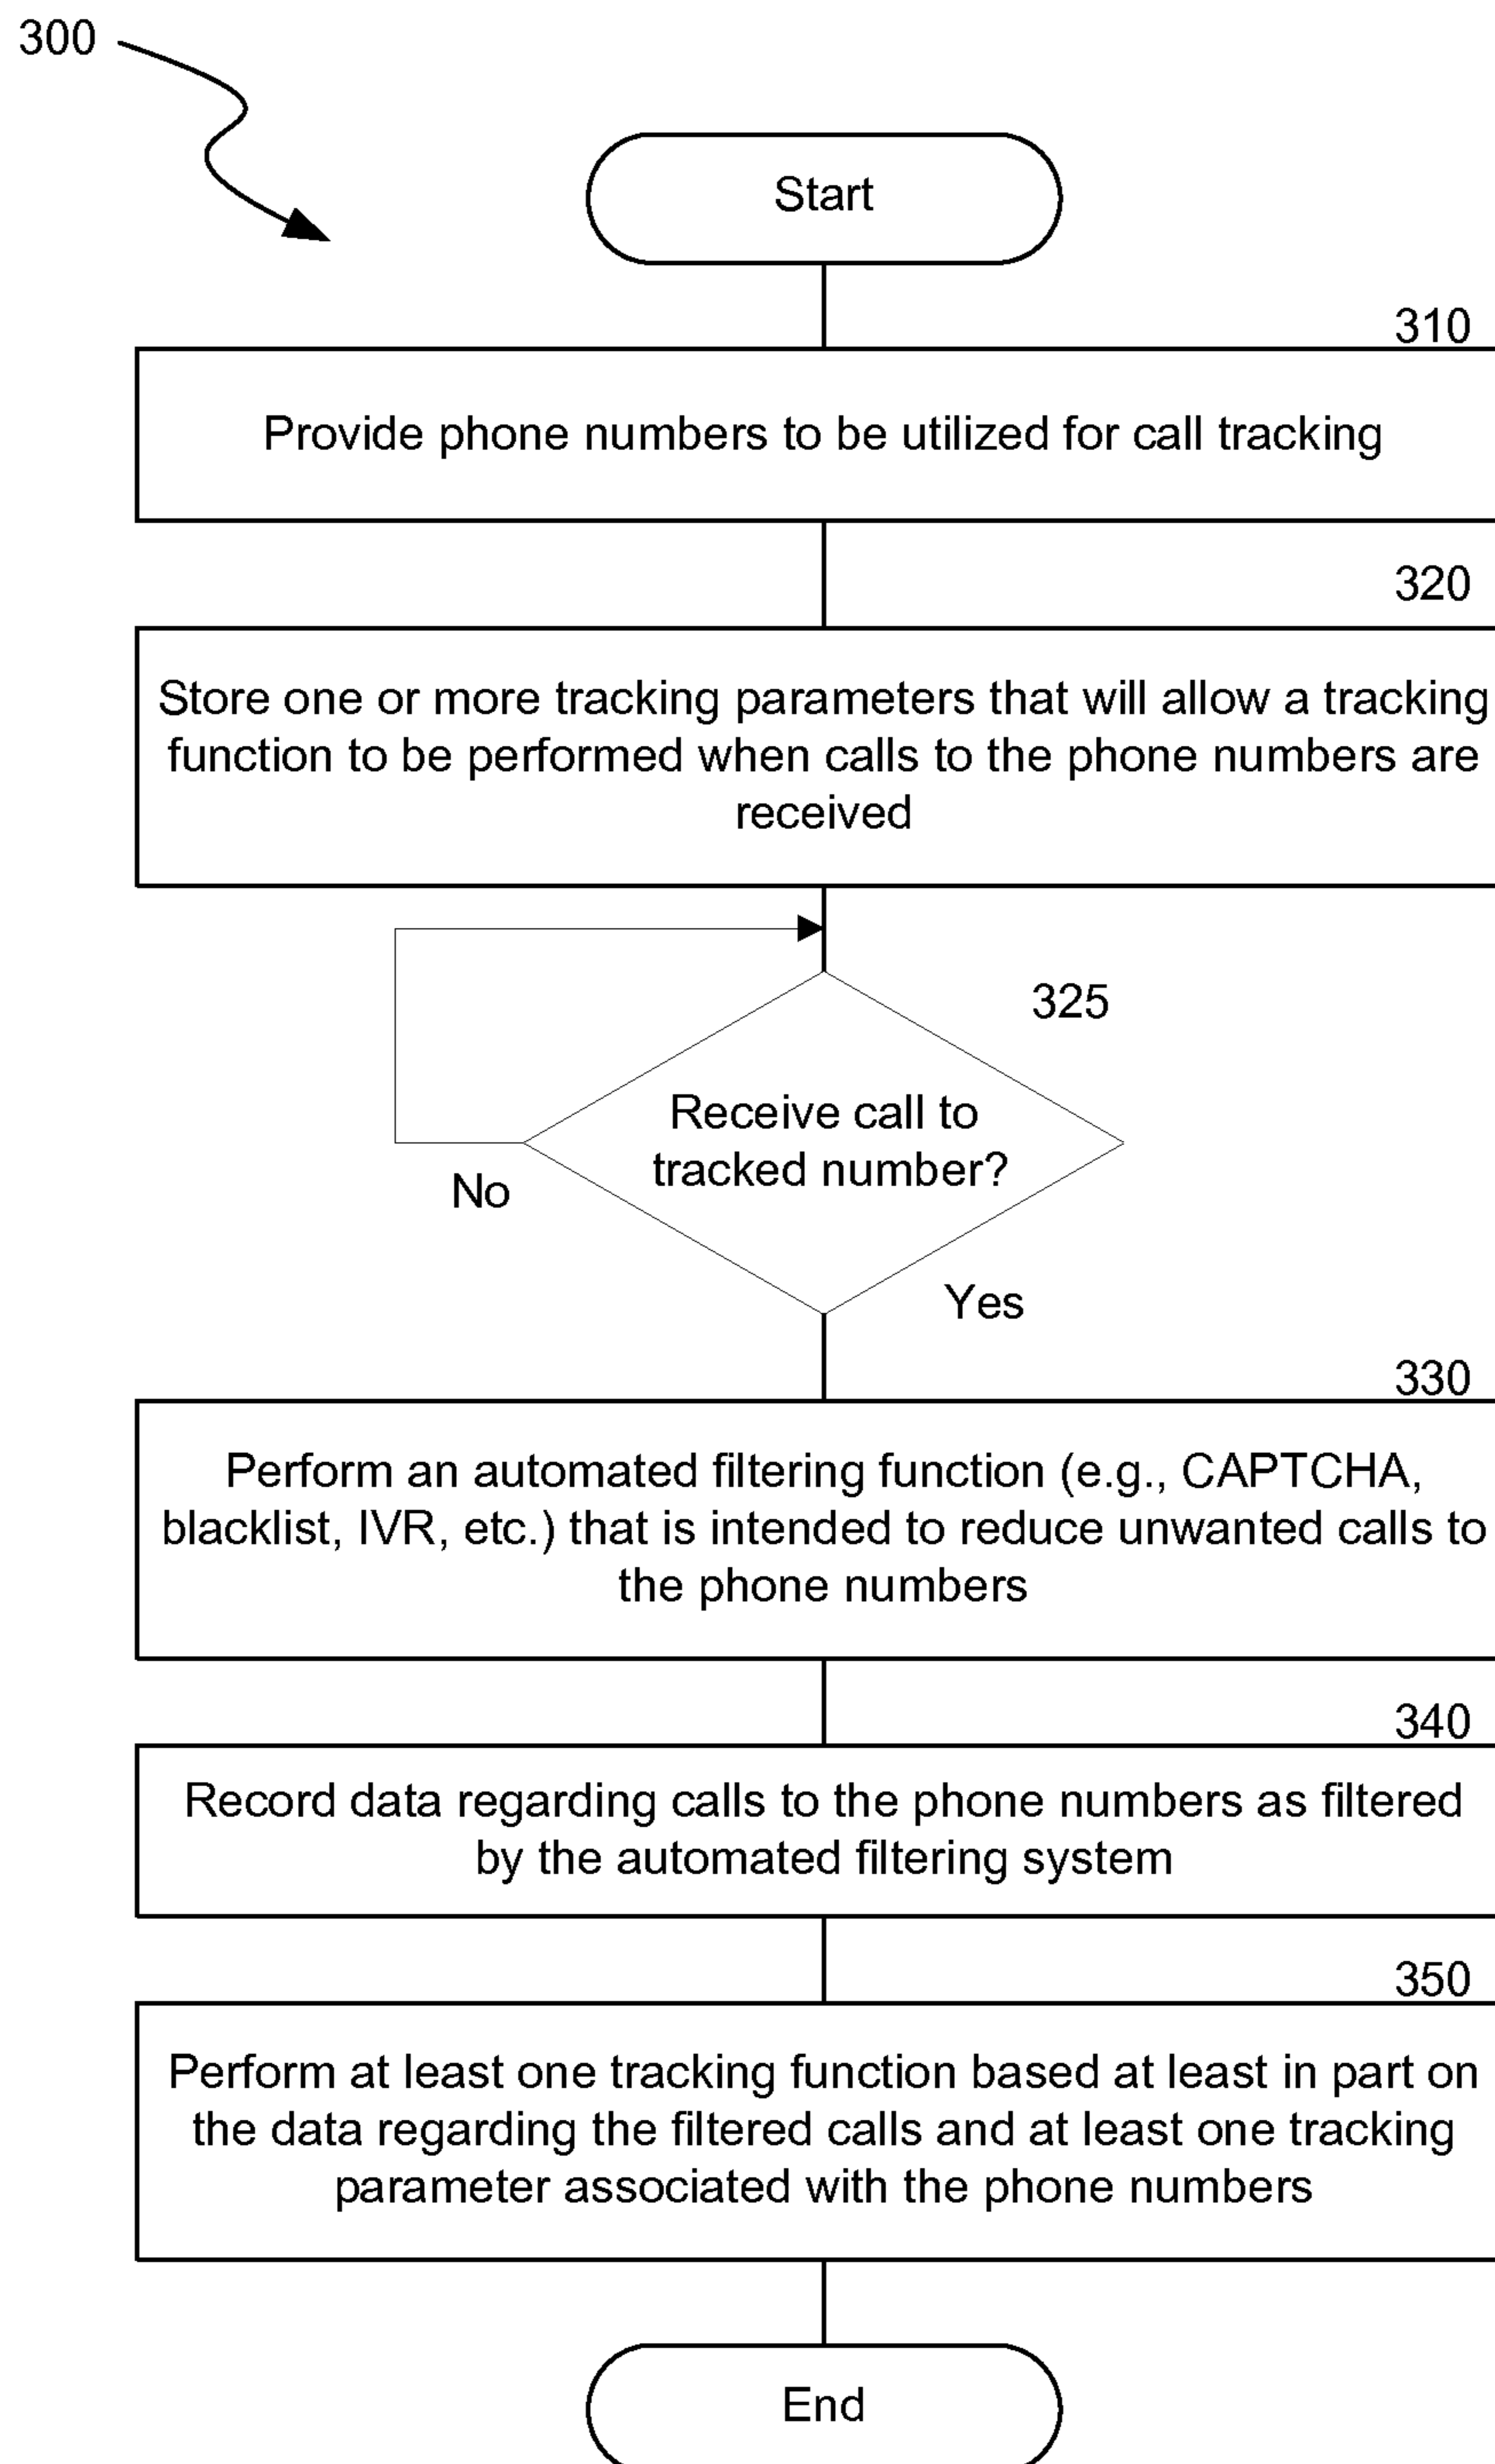 300
Start
310
Provide phone numbers to be utilized for call tracking
320
Store one or more tracking parameters that will allow a tracking
function to be performed when calls to the phone numbers are
received
325
Receive call to
tracked number?
No
Yes
330
Perform an automated filtering function (e.g., CAPTCHA,
blacklist, IVR, etc.) that is intended to reduce unwanted calls to
the phone numbers
340
Record data regarding calls to the phone numbers as filtered
by the automated filtering system
350
Perform at least one tracking function based at least in part on
the data regarding the filtered calls and at least one tracking
parameter associated with the phone numbers
End